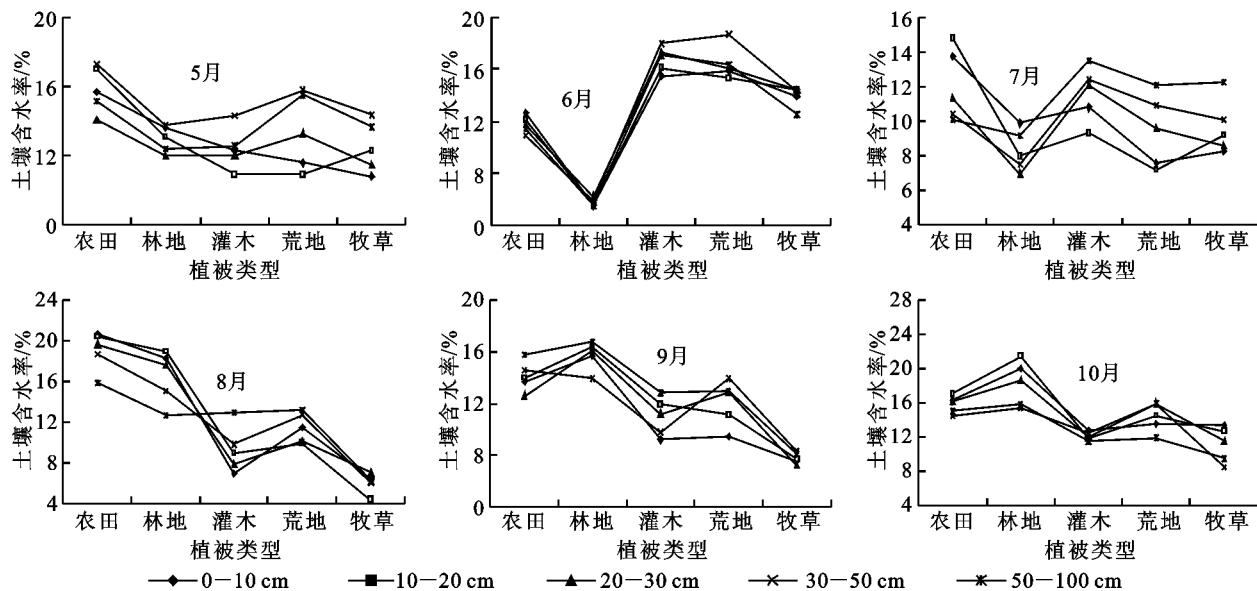 20
16
12
0
土壤含水率/%
5月
农田 林地 灌木 荒地 牧草
植被类型
20
16
12
8
0
土壤含水率/%
6月
农田 林地 灌木 荒地 牧草
植被类型
16
14
12
10
8
6
4
土壤含水率/%
7月
农田 林地 灌木 荒地 牧草
植被类型
24
20
16
12
8
4
土壤含水率/%
8月
农田 林地 灌木 荒地 牧草
植被类型
20
16
12
8
0
土壤含水率/%
9月
农田 林地 灌木 荒地 牧草
植被类型
28
24
20
16
12
8
4
土壤含水率/%
10月
农田 林地 灌木 荒地 牧草
植被类型
0—10 cm 10—20 cm 20—30 cm 30—50 cm 50—100 cm